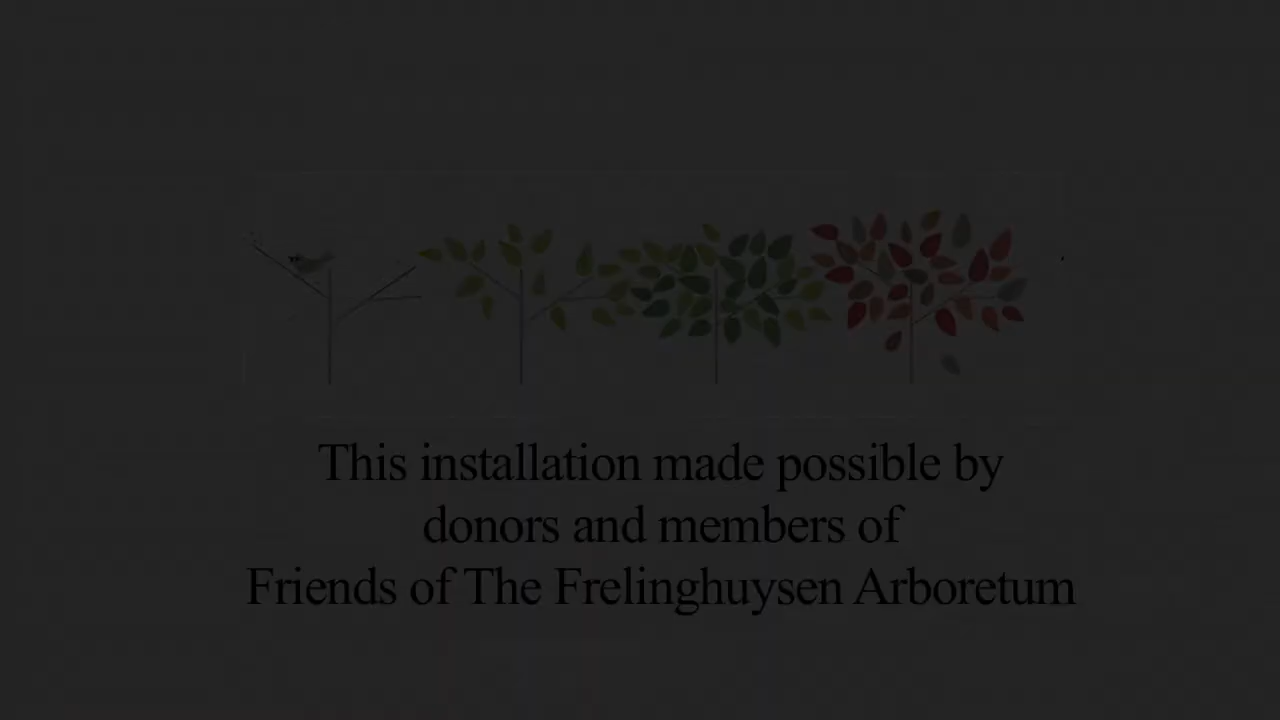 This installation made possible by
donors and members of
Friends of The Frelinghuysen Arboretum